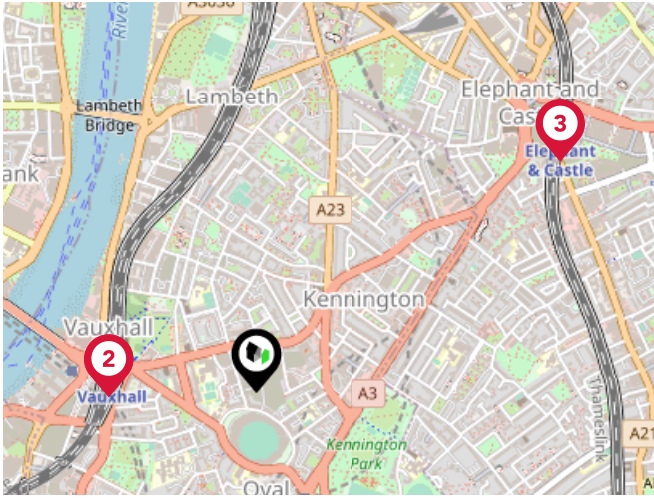 A3036
River
Lambeth
Lambeth
Bridge
Elephant and
Cas
3
Elephant
& Castle
ank
A23
Kennington
Vauxhall
2
Vauxhall
A3
Thameslink
Kennington
Park
A21
Oval